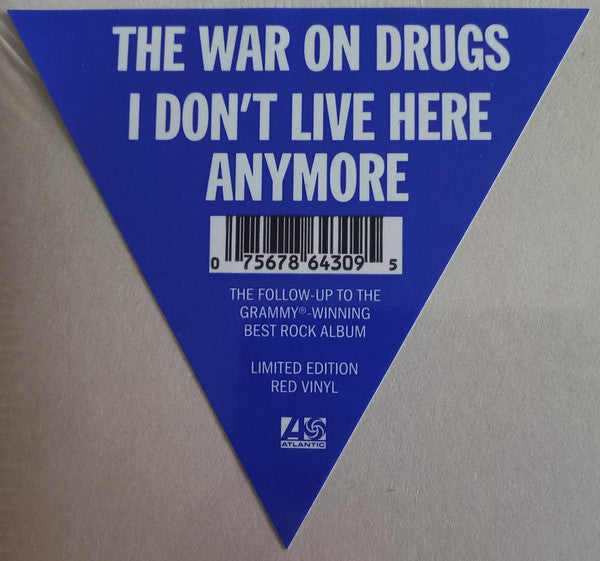 THE WAR ON DRUGS
I DON'T LIVE HERE
ANYMORE
0 75678 64309 5
THE FOLLOW-UP TO THE
GRAMMY®-WINNING
BEST ROCK ALBUM
LIMITED EDITION
RED VINYL
ATLANTIC